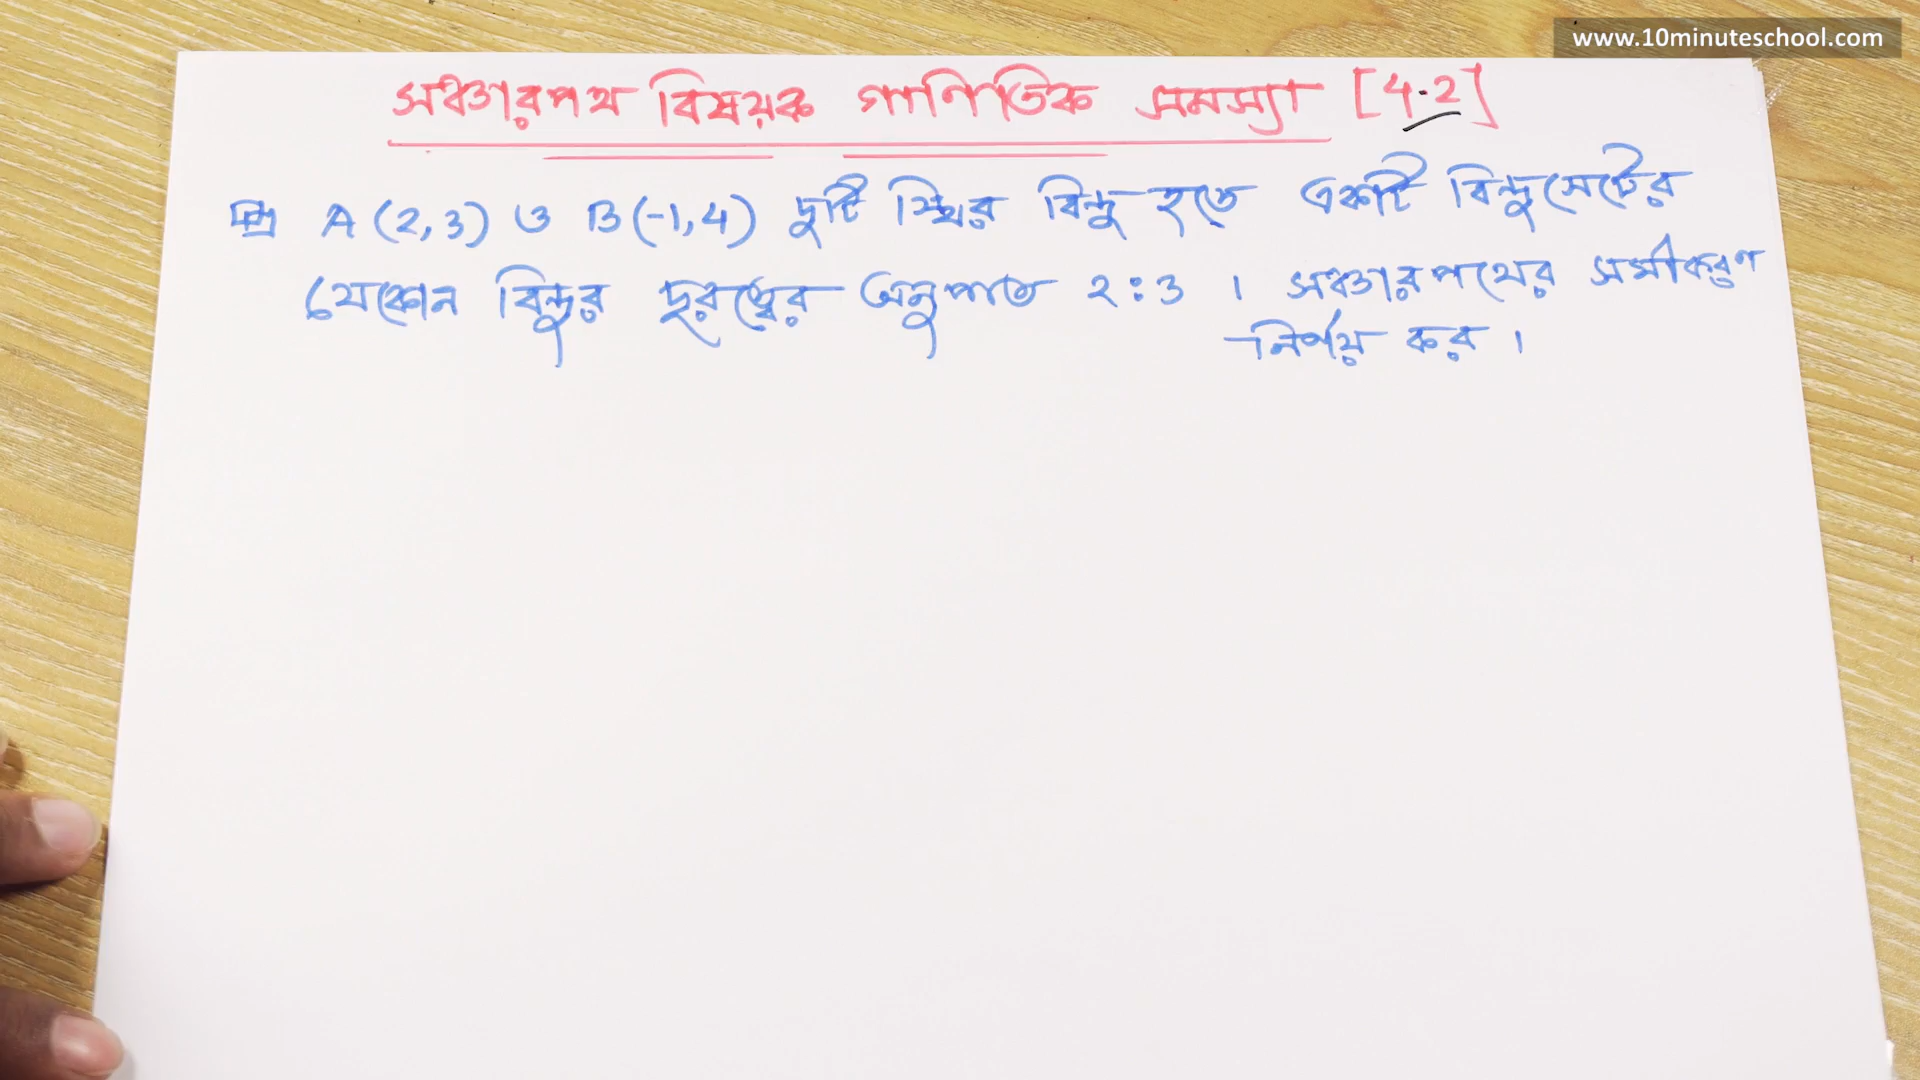 www.10minuteschool.com
সঞ্চারপথ বিষয়ক গাণিতিক সমস্যা [4.2]
A (2,3) ও B (-1,4) দুটি স্থির বিন্দু হতে একটি বিন্দুসেটের
যেকোন বিন্দুর দূরত্বের অনুপাত 2:3 । সঞ্চারপথের সমীকরণ
নির্ণয় কর ।